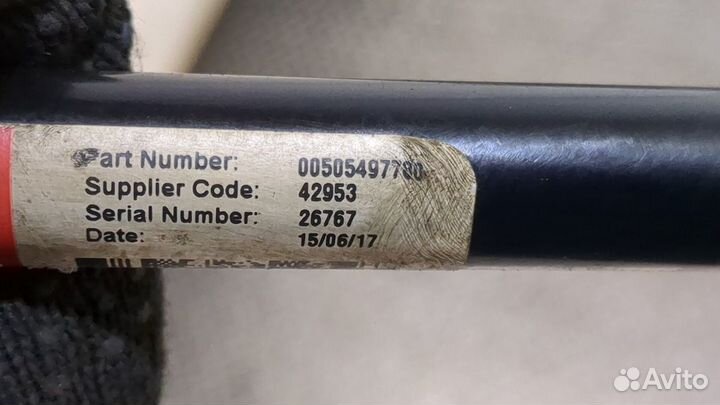 Part Number: 00505497780
Supplier Code: 42953
Serial Number: 26767
Date: 15/06/17
Avito